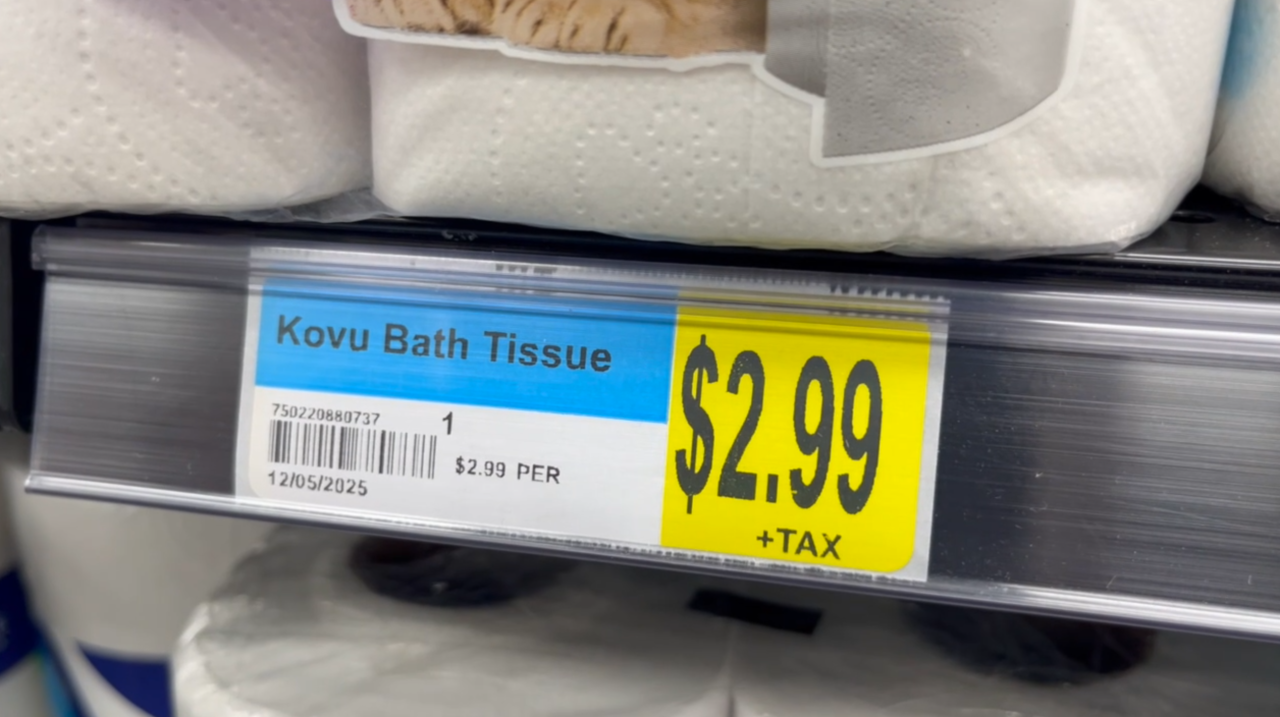 Kovu Bath Tissue
$2.99
750220880737
1
$2.99 PER
12/05/2025
+TAX